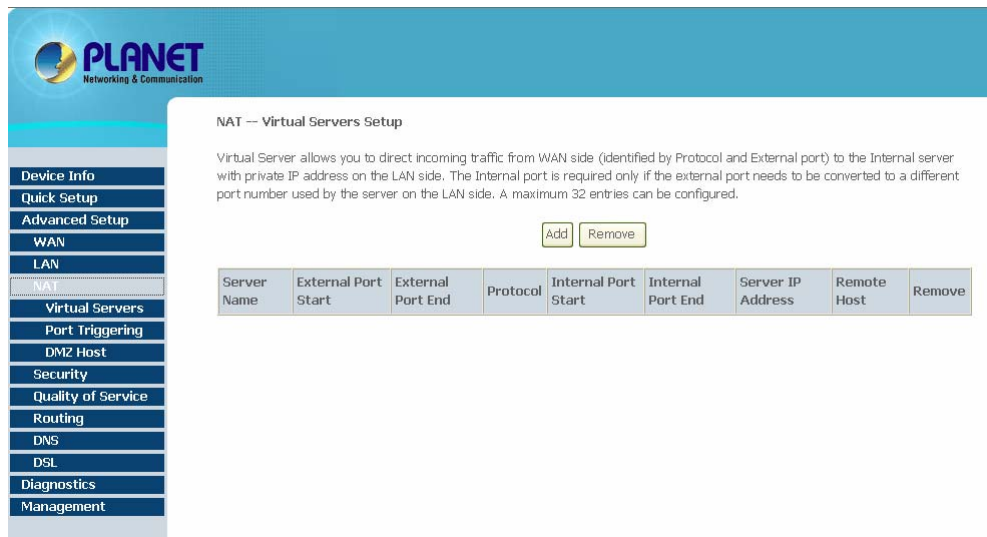 PLANET
Networking & Communication
NAT -- Virtual Servers Setup
Virtual Server allows you to direct incoming traffic from WAN side (identified by Protocol and External port) to the Internal server
with private IP address on the LAN side. The Internal port is required only if the external port needs to be converted to a different
port number used by the server on the LAN side. A maximum 32 entries can be configured.
Add Remove
Server Name External Port Start External Port End Protocol Internal Port Start Internal Port End Server IP Address Remote Host Remove
Device Info
Quick Setup
Advanced Setup
WAN
LAN
NAT
Virtual Servers
Port Triggering
DMZ Host
Security
Quality of Service
Routing
DNS
DSL
Diagnostics
Management